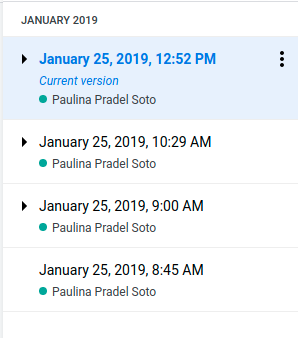 JANUARY 2019
January 25, 2019, 12:52 PM
Current version
Paulina Pradel Soto
January 25, 2019, 10:29 AM
Paulina Pradel Soto
January 25, 2019, 9:00 AM
Paulina Pradel Soto
January 25, 2019, 8:45 AM
Paulina Pradel Soto